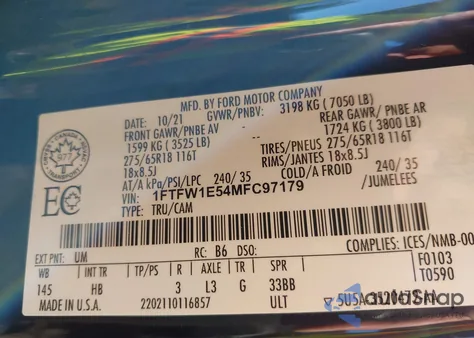 MFD. BY FORD MOTOR COMPANY
10/21 GVWR/PNBV: 3198 KG (7050 LB)
FRONT GAWR/PNBE AV REAR GAWR / PNBE AR
1599 KG (3525 LB) 1724 KG (3800 LB)
275/65R18 116T TIRES/PNEUS 275/65R18 116T
18x8.5J RIMS/JANTES 18x8.5J
AT/A kPa/PSI/LPC 240/ 35 COLD/A FROID 240/ 35
1FTFW1E54MFC97179 /JUMELEES
TYPE: TRU/CAM
EC
EXT PNT: UM RC: B6 DSO: COMPLIES: ICES/NMB-00
WB INT TR TP/PS R AXLE TR SPR F0103
145 HB 3 L3 G 33BB T0590
MADE IN U.S.A. 2202110116857 ULT
AutoSnap